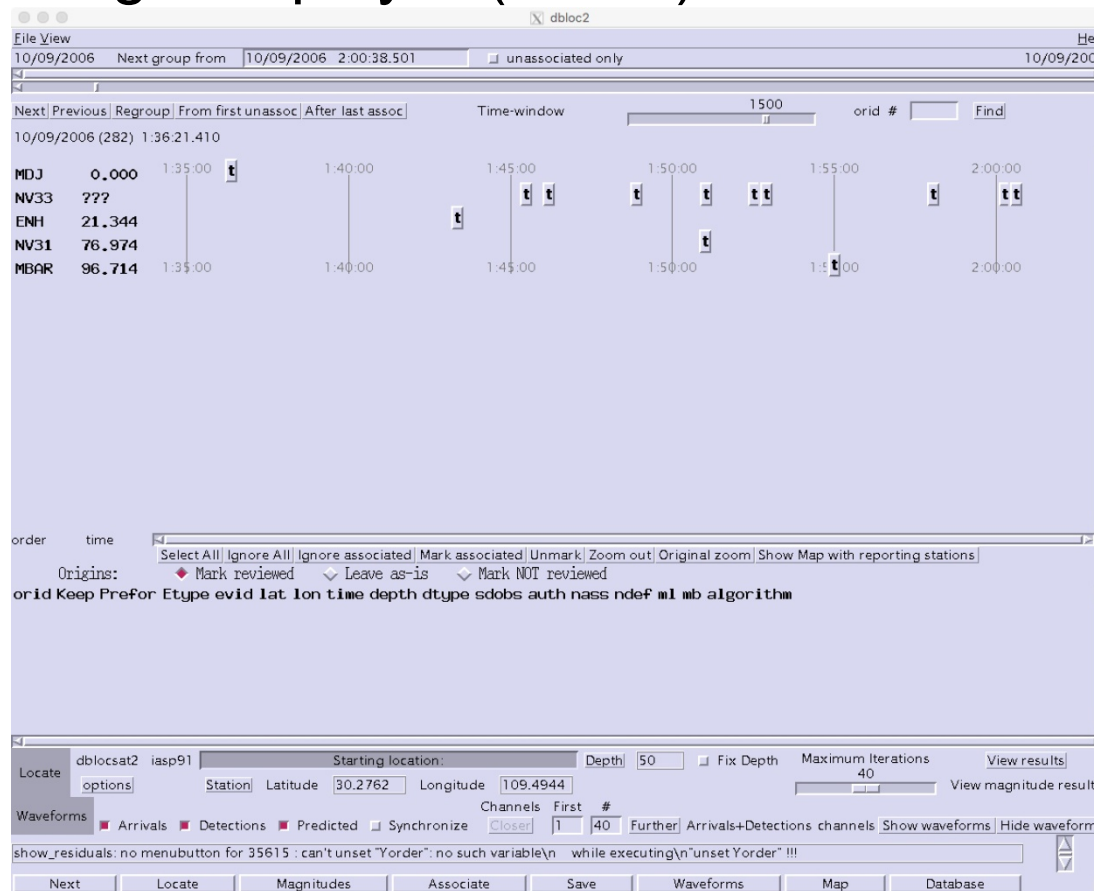 dbloc2
File View
10/09/2006 Next group from 10/09/2006 2:00:38.501 unassociated only 10/09/200
Next Previous Regroup From first unassoc After last assoc Time-window 1500 orid # Find
10/09/2006 (282) 1:36:21.410
1:35:00 1:40:00 1:45:00 1:50:00 1:55:00 2:00:00
MDJ 0.000 t
NV33 ??? t t t t t t t t t
ENH 21.344 t
NV31 76.974 t
MBAR 96.714 1:35:00 1:40:00 1:45:00 1:50:00 t 2:00:00
order time
Select All Ignore All Ignore associated Mark associated Unmark Zoom out Original zoom Show Map with reporting stations
Origins: Mark reviewed Leave as-is Mark NOT reviewed
orid Keep Prefor Etype evid lat lon time depth dtype sdobs auth nass ndef ml mb algorithm
Locate dblocsat2 iasp91 Starting location: Depth 50 Fix Depth Maximum Iterations View results
40
options Station Latitude 30.2762 Longitude 109.4944 View magnitude result
Channels First #
Waveforms Arrivals Detections Predicted Synchronize Closer 1 40 Further Arrivals+Detections channels Show waveforms Hide waveform
show_residuals: no menubutton for 35615 : can't unset "Yorder": no such variable\n while executing\n"unset Yorder" !!!
Next Locate Magnitudes Associate Save Waveforms Map Database